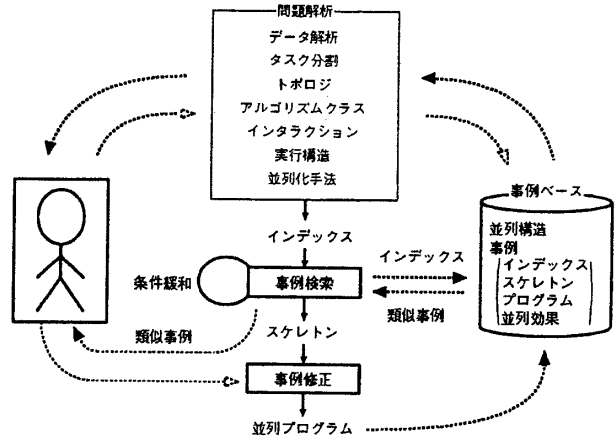 問題解析
データ解析
タスク分割
トポロジ
アルゴリズムクラス
インタラクション
実行構造
並列化手法
インデックス
条件緩和
事例検索
インデックス
類似事例
類似事例
スケルトン
事例修正
並列プログラム
事例ベース
並列構造
事例
インデックス
スケレトン
プログラム
並列効果